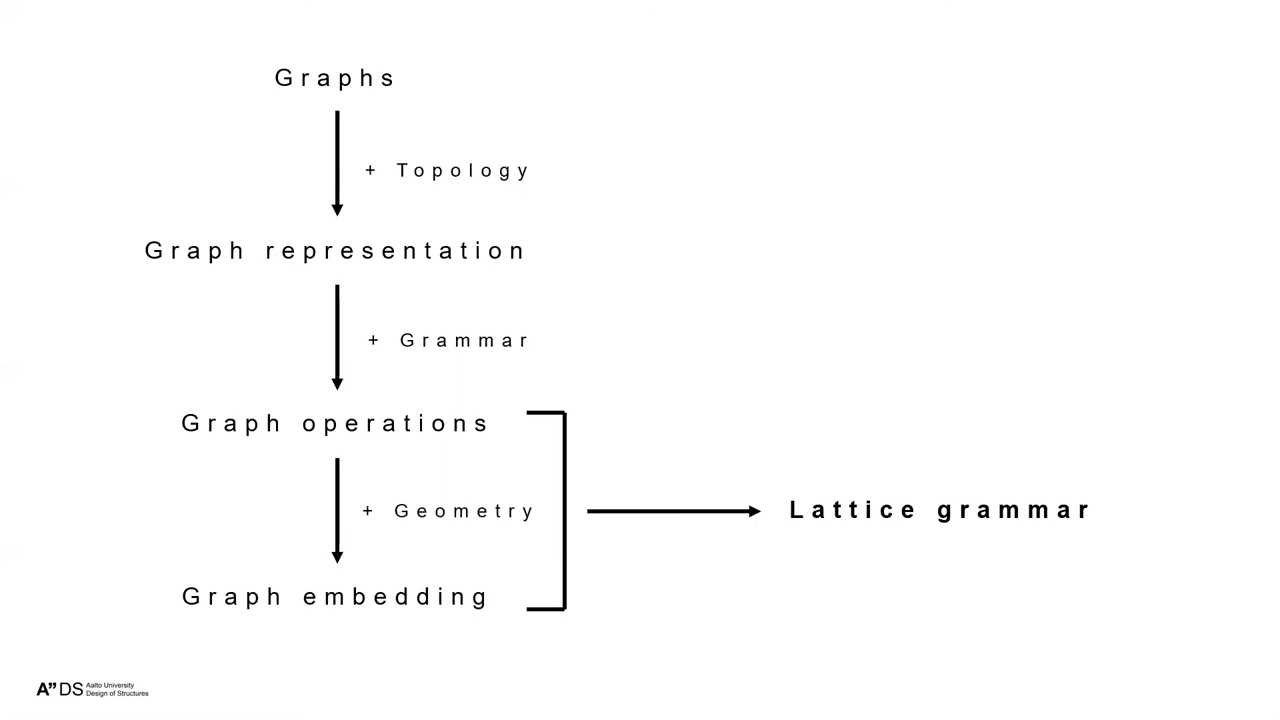 Graphs
+ Topology
Graph representation
+ Grammar
Graph operations
+ Geometry
Lattice grammar
Graph embedding
A” DS Aalto University
Design of Structures